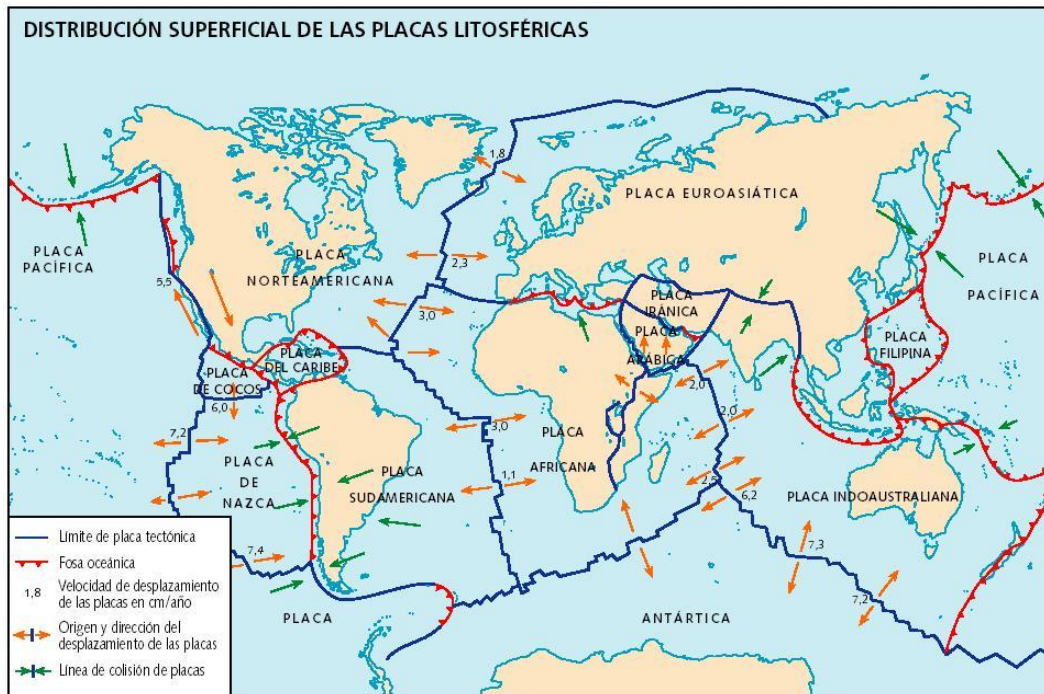 DISTRIBUCIÓN SUPERFICIAL DE LAS PLACAS LITOSFÉRICAS
1,8
PLACA EUROASIÁTICA
PLACA
PACÍFICA
PLACA
NORTEAMERICANA
2,3
5,5
3,0
PLACA
IRÁNICA
PLACA
ARÁBICA
PLACA
PACÍFICA
PLACA
FILIPINA
PLACA
DEL CARIBE
PLACA
DE COCOS
6,0
2,0
2,0
7,2
3,0
PLACA
AFRICANA
PLACA
DE
NAZCA
PLACA
SUDAMERICANA
1,1
2,5
6,2
PLACA INDOAUSTRALIANA
7,4
7,3
7,2
PLACA
ANTÁRTICA
Límite de placa tectónica
Fosa oceánica
1,8
Velocidad de desplazamiento
de las placas en cm/año
Origen y dirección del
desplazamiento de las placas
Línea de colisión de placas